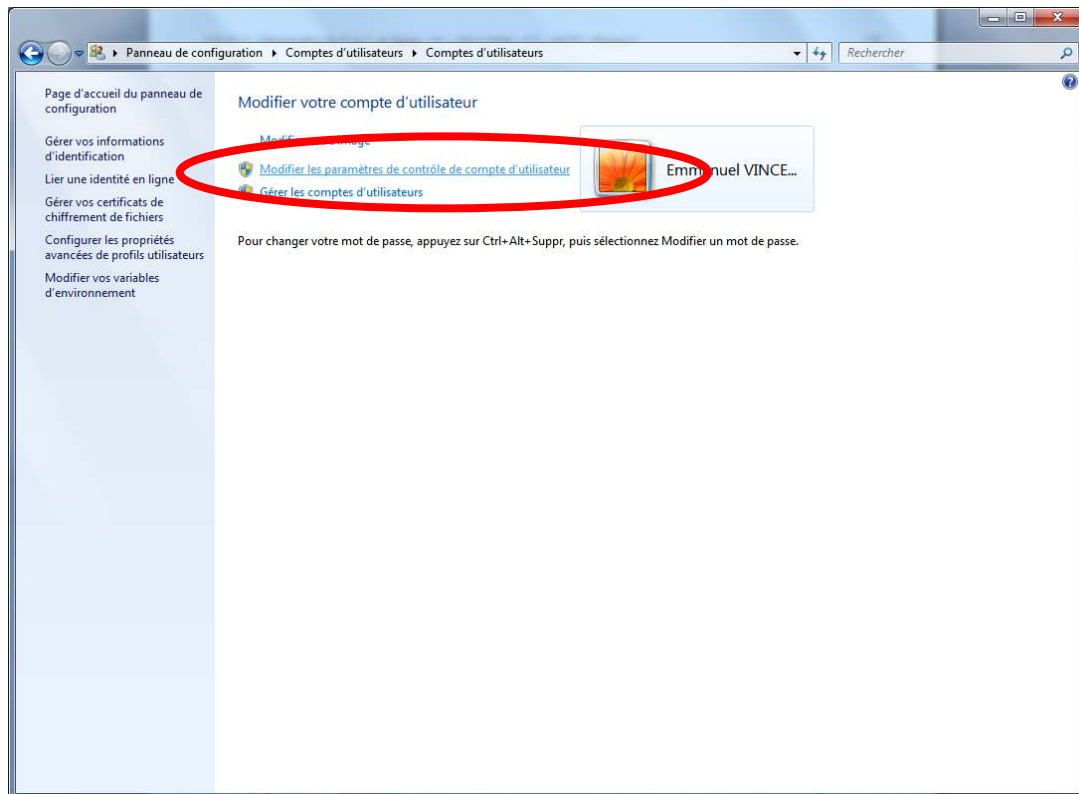 Panneau de configuration ▸ Comptes d'utilisateurs ▸ Comptes d'utilisateurs
Rechercher
Page d'accueil du panneau de
configuration
Gérer vos informations
d'identification
Lier une identité en ligne
Gérer vos certificats de
chiffrement de fichiers
Configurer les propriétés
avancées de profils utilisateurs
Modifier vos variables
d'environnement
Modifier votre compte d'utilisateur
Modifier les paramètres de contrôle de compte d'utilisateur
Gérer les comptes d'utilisateurs
Emmanuel VINCE...
Pour changer votre mot de passe, appuyez sur Ctrl+Alt+Suppr, puis sélectionnez Modifier un mot de passe.